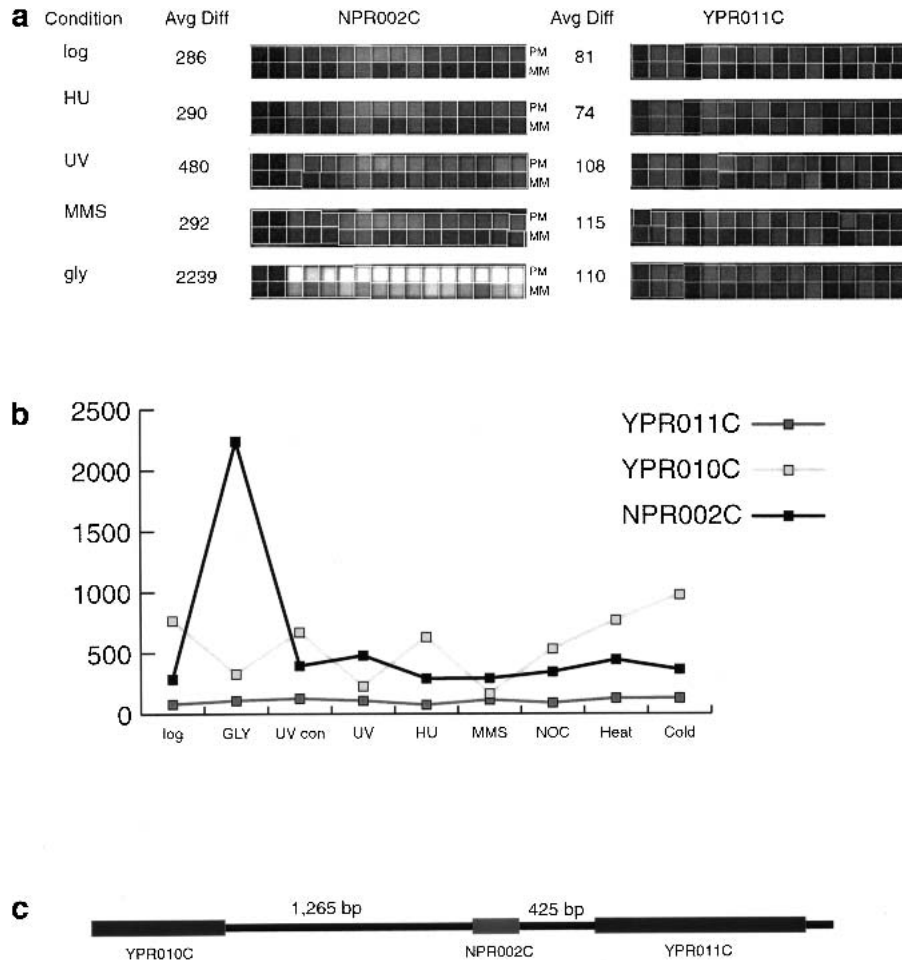 a Condition Avg Diff NPR002C Avg Diff YPR011C
log 286 PM MM 81
HU 290 PM MM 74
UV 480 PM MM 108
MMS 292 PM MM 115
gly 2239 PM MM 110
b
2500
2000
1500
1000
500
0
YPR011C
YPR010C
NPR002C
log GLY UV con UV HU MMS NOC Heat Cold
c
1,265 bp 425 bp
YPR010C NPR002C YPR011C